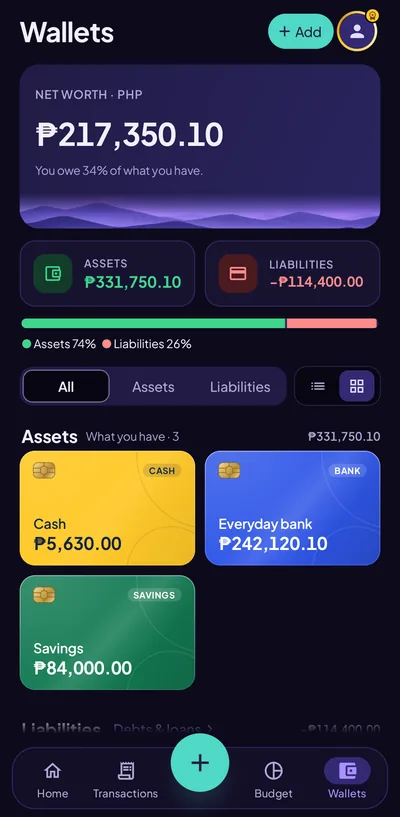 Wallets
+ Add
NET WORTH · PHP
₱217,350.10
You owe 34% of what you have.
ASSETS
₱331,750.10
LIABILITIES
-₱114,400.00
Assets 74% Liabilities 26%
All Assets Liabilities
Assets What you have · 3 ₱331,750.10
CASH
Cash
₱5,630.00
BANK
Everyday bank
₱242,120.10
SAVINGS
Savings
₱84,000.00
Liabilities Debts & loans > -₱114,400.00
Home Transactions Budget Wallets